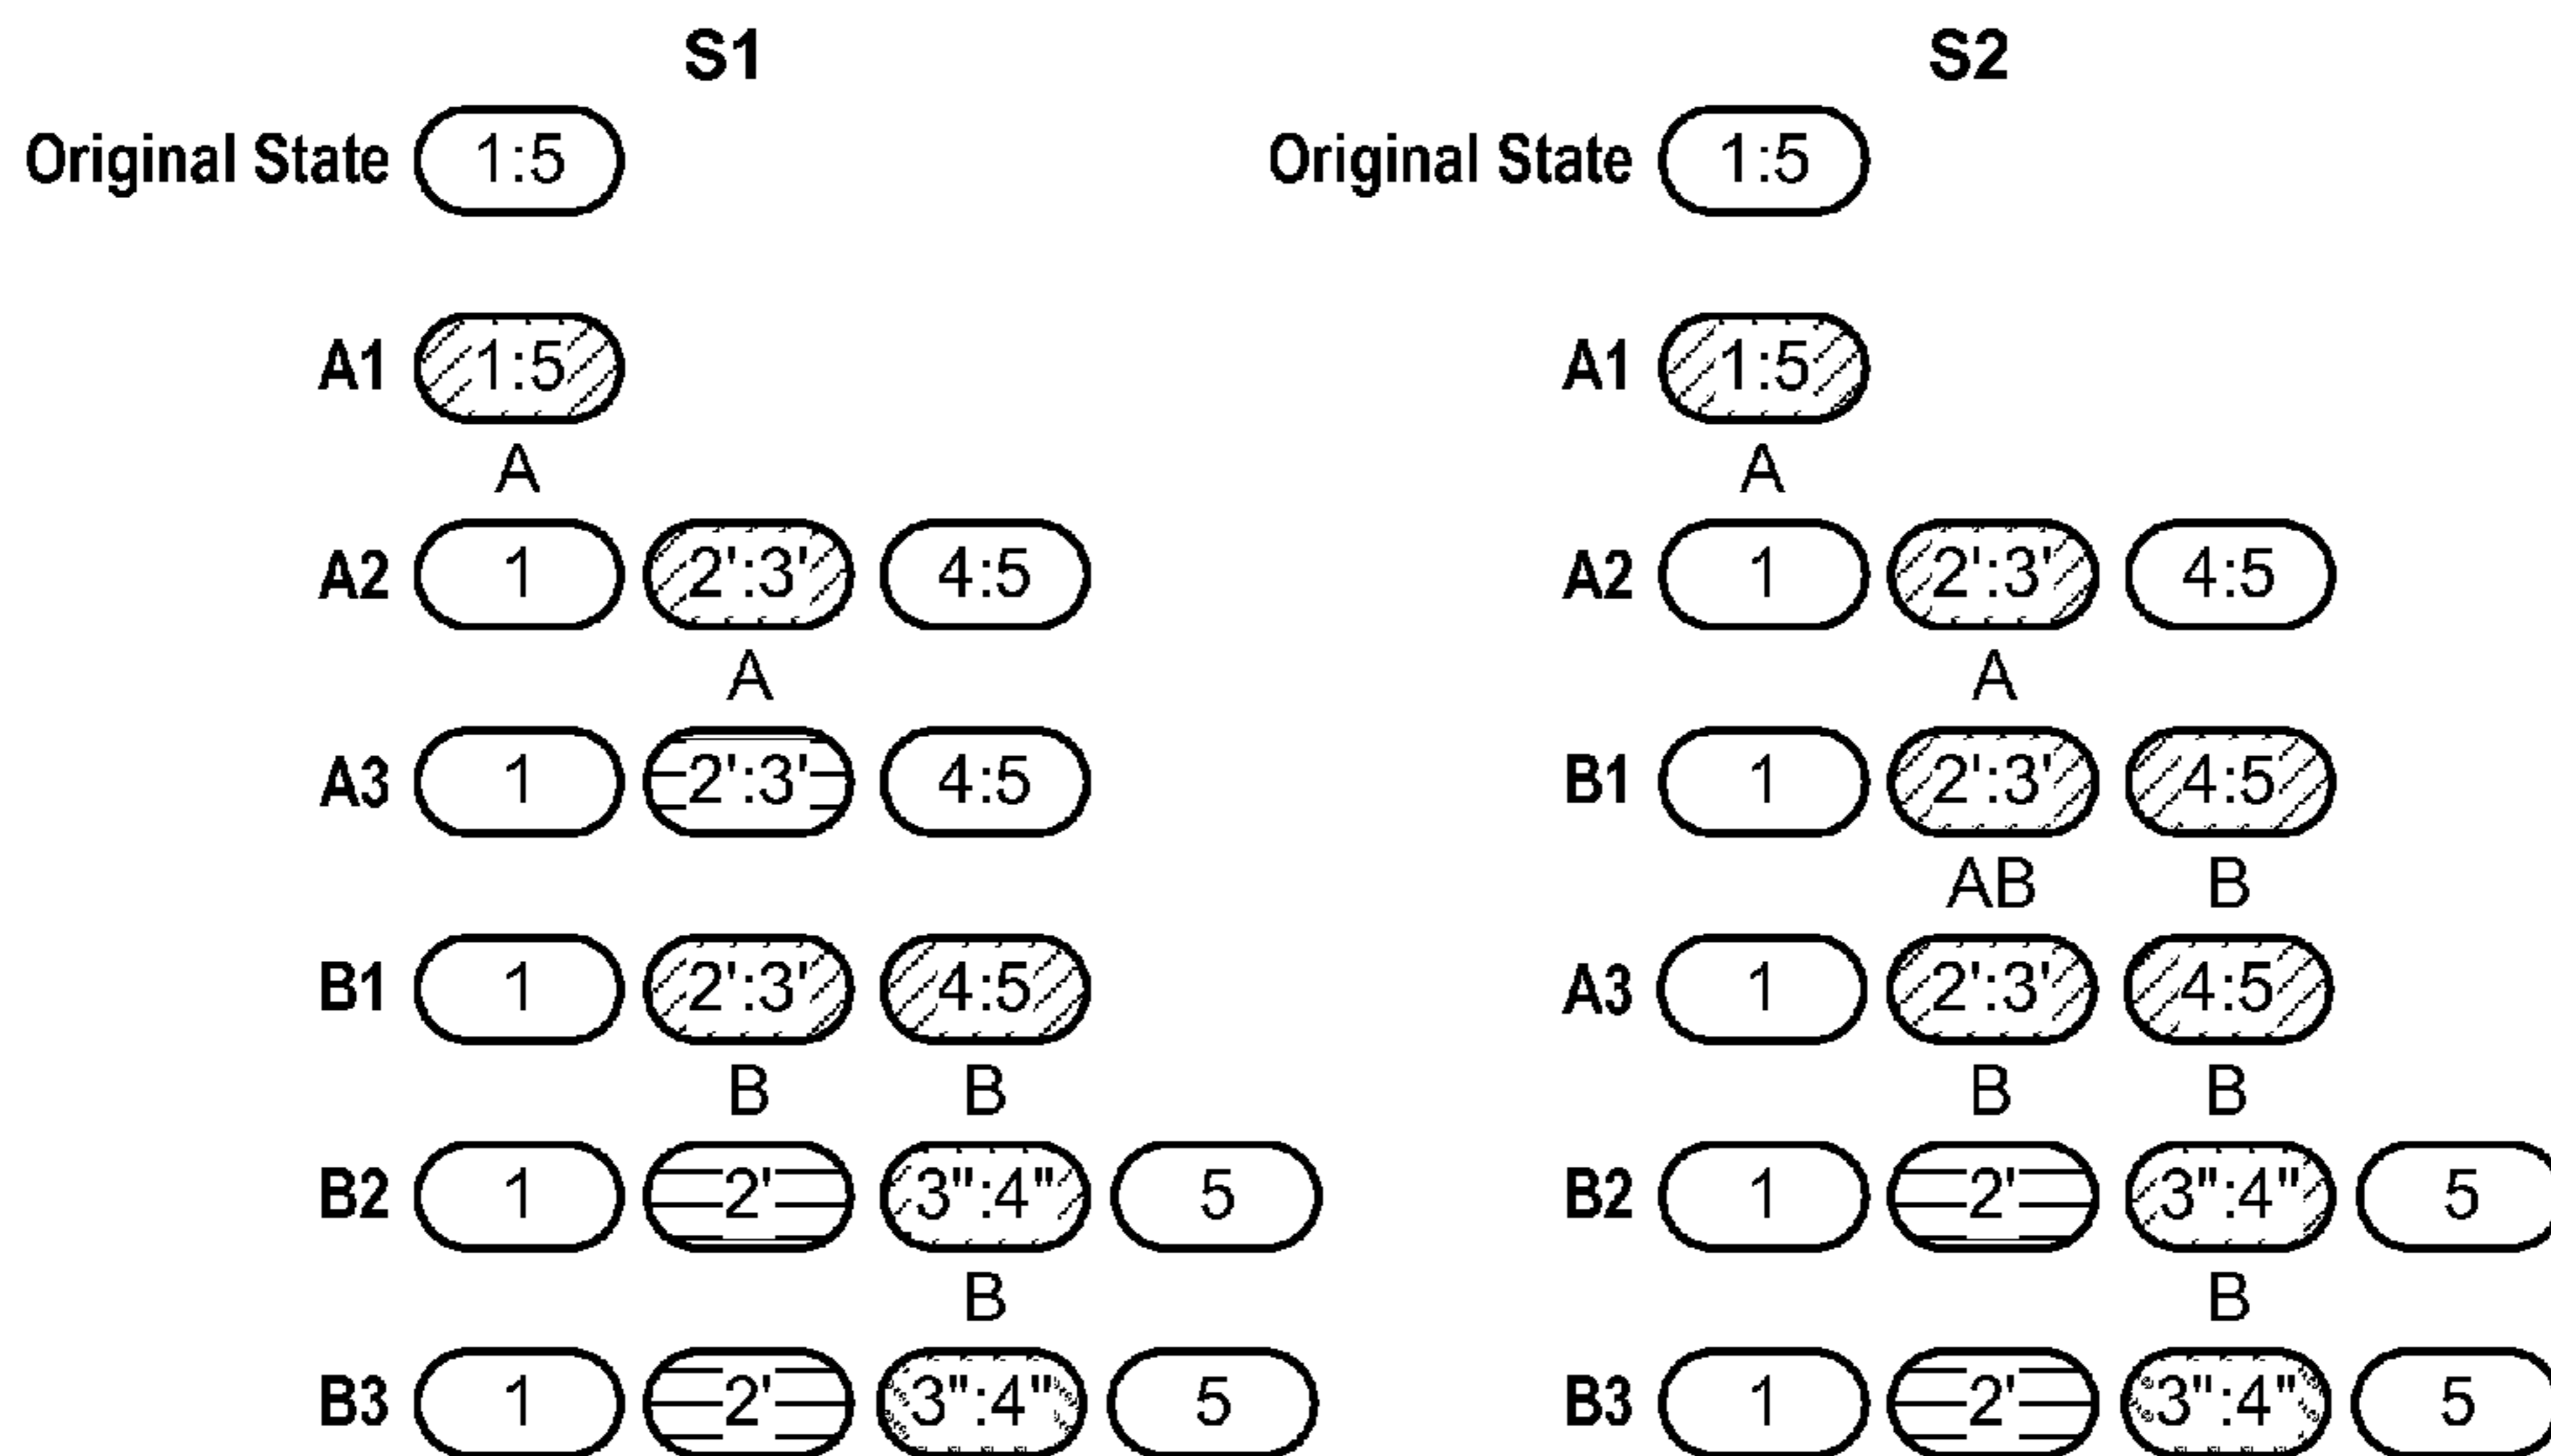 S1 S2
Original State 1:5 Original State 1:5
A1 1:5 A1 1:5
A A
A2 1 2':3' 4:5 A2 1 2':3' 4:5
A A
A3 1 2':3' 4:5 B1 1 2':3' 4:5
AB B
B1 1 2':3' 4:5 A3 1 2':3' 4:5
B B B B
B2 1 2' 3":4" 5 B2 1 2' 3":4" 5
B B
B3 1 2' 3":4" 5 B3 1 2' 3":4" 5